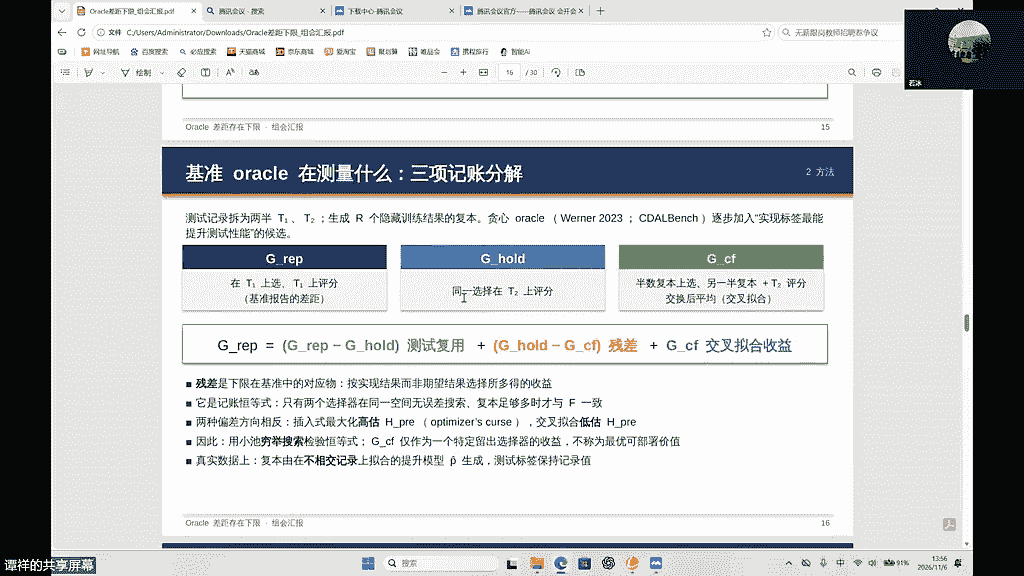 Oracle差距下限_组会汇报.pdf
腾讯会议 - 搜索
下载中心-腾讯会议
腾讯会议官方——腾讯会议 会开会
文件
C:/Users/Administrator/Downloads/Oracle差距下限_组会汇报.pdf
无薪跟岗教师招聘荐争议
网址导航
百度搜索
必应搜索
天猫商城
京东商城
爱淘宝
聚划算
唯品会
携程旅行
智能AI
绘制
16
/ 30
若冰
Oracle 差距存在下限 · 组会汇报
15
基准 oracle 在测量什么：三项记账分解
2 方法
测试记录拆为两半 T₁ 、 T₂ ；生成 R 个隐藏训练结果的复本。贪心 oracle （ Werner 2023 ； CDALBench ）逐步加入“实现标签最能
提升测试性能”的候选。
G_rep
在 T₁ 上选、 T₁ 上评分
（基准报告的差距）
G_hold
同一选择在 T₂ 上评分
G_cf
半数复本上选、另一半复本 + T₂ 评分
交换后平均（交叉拟合）
G_rep = (G_rep − G_hold) 测试复用 + (G_hold − G_cf) 残差 + G_cf 交叉拟合收益
■ 残差是下限在基准中的对应物：按实现结果而非期望结果选择所多得的收益
■ 它是记账恒等式：只有两个选择器在同一空间无误差搜索、复本足够多时才与 F 一致
■ 两种偏差方向相反：插入式最大化高估 H_pre （ optimizer's curse ），交叉拟合低估 H_pre
■ 因此：用小池穷举搜索检验恒等式； G_cf 仅作为一个特定留出选择器的收益，不称为最优可部署价值
■ 真实数据上：复本由在不相交记录上拟合的提升模型 p̂ 生成，测试标签保持记录值
Oracle 差距存在下限 · 组会汇报
16
谭祥的共享屏幕
搜索
中
91%
13:56
2026/11/6